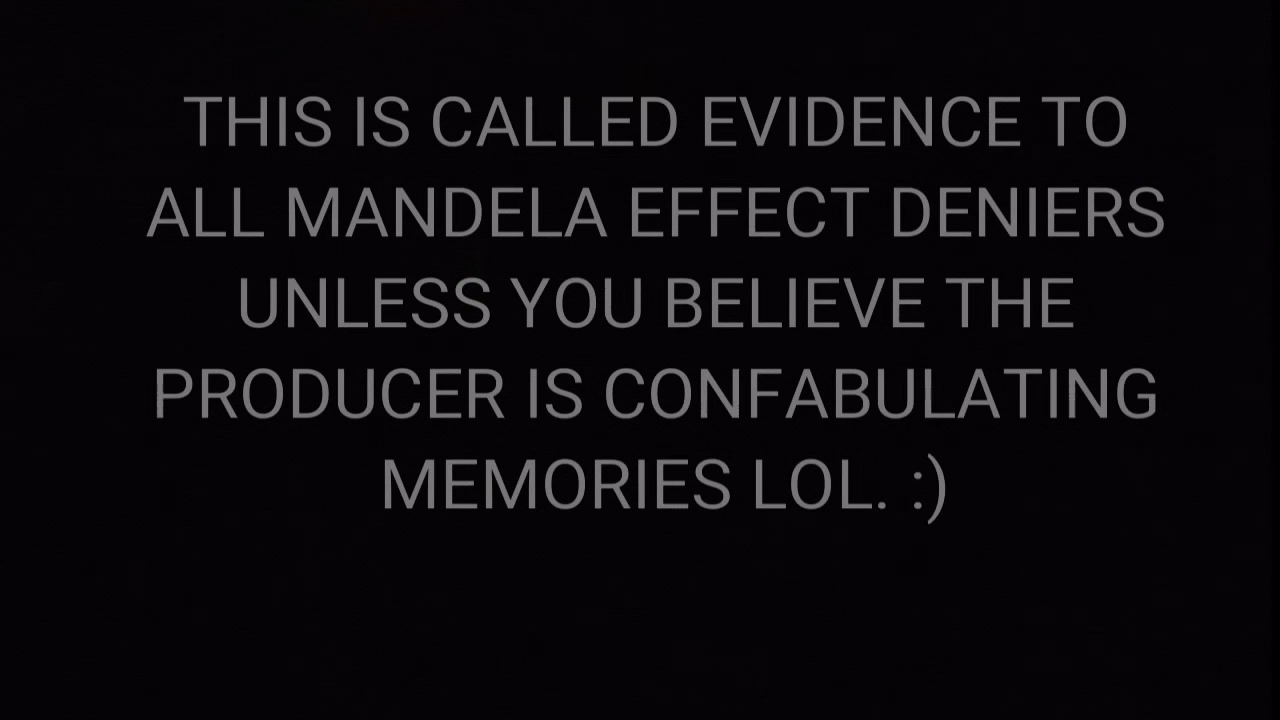 THIS IS CALLED EVIDENCE TO
ALL MANDELA EFFECT DENIERS
UNLESS YOU BELIEVE THE
PRODUCER IS CONFABULATING
MEMORIES LOL. :)